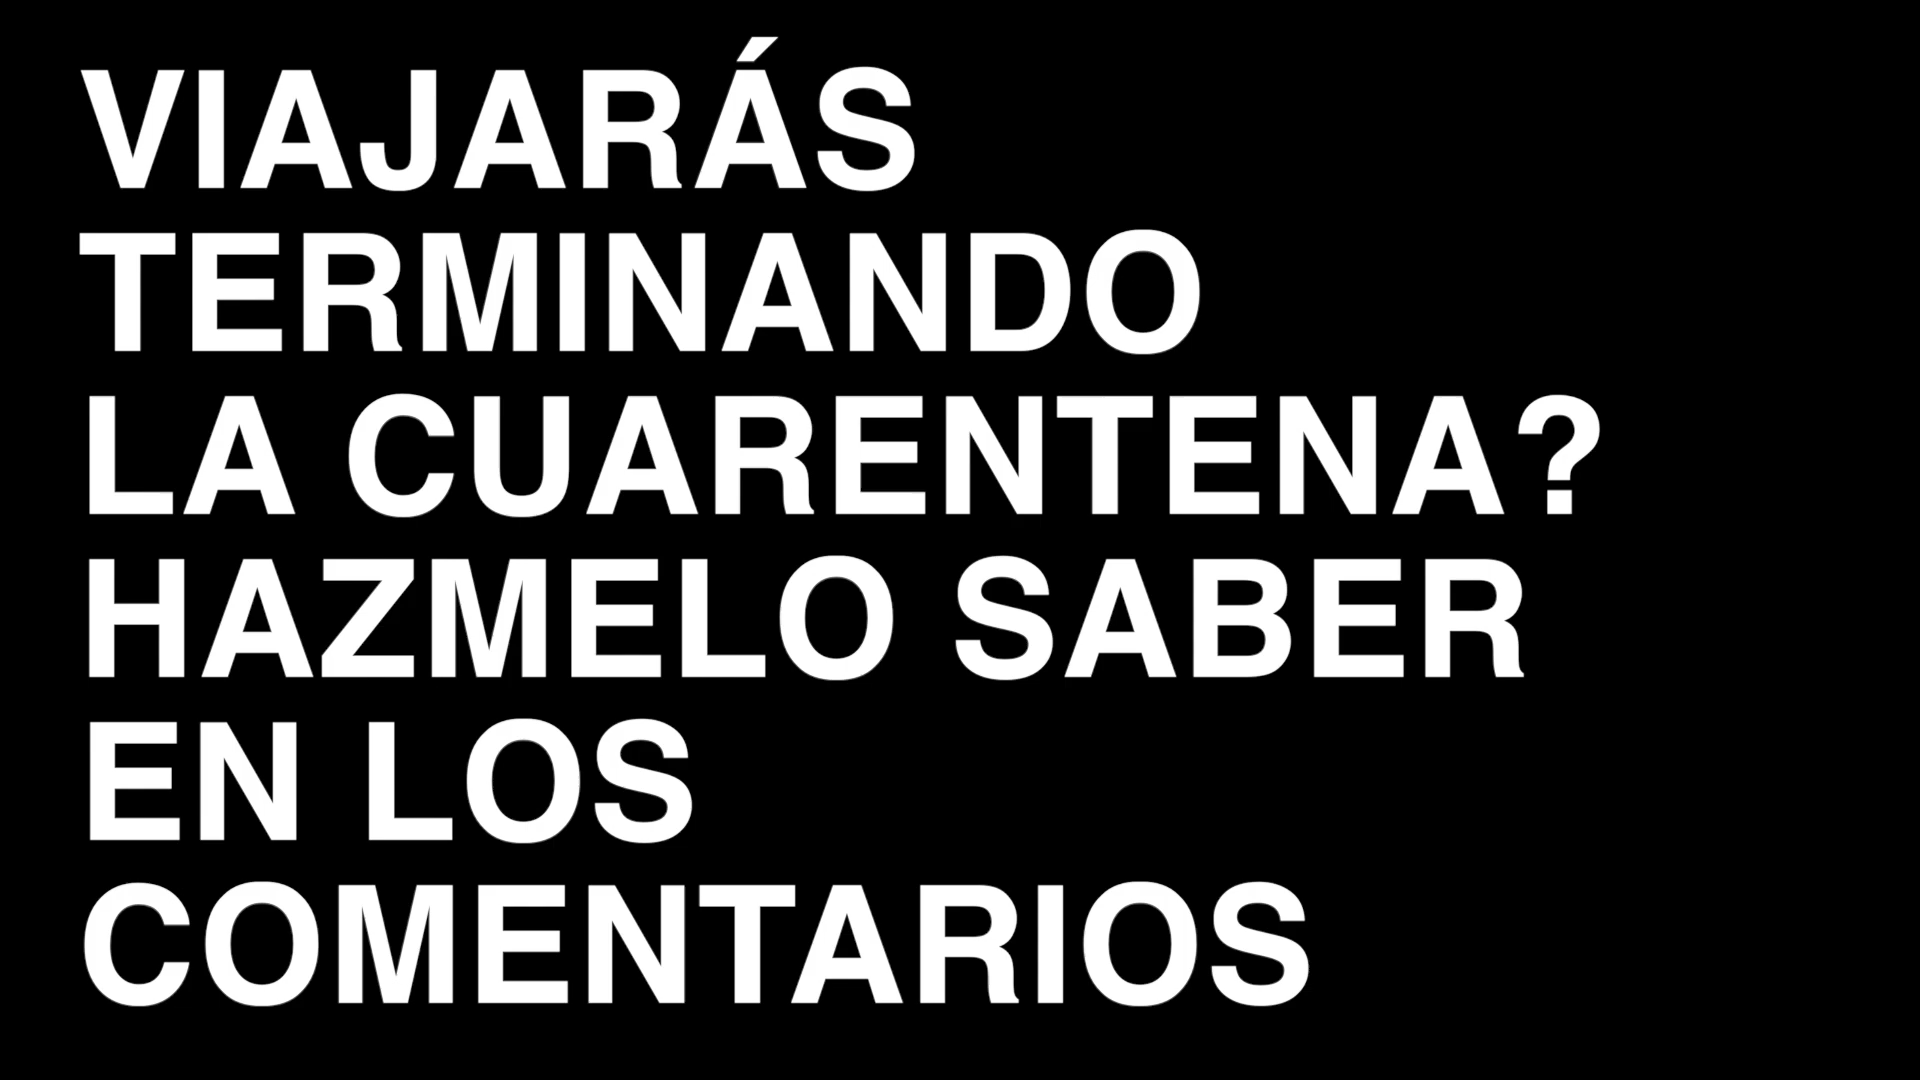 VIAJARÁS
TERMINANDO
LA CUARENTENA?
HAZMELO SABER
EN LOS
COMENTARIOS